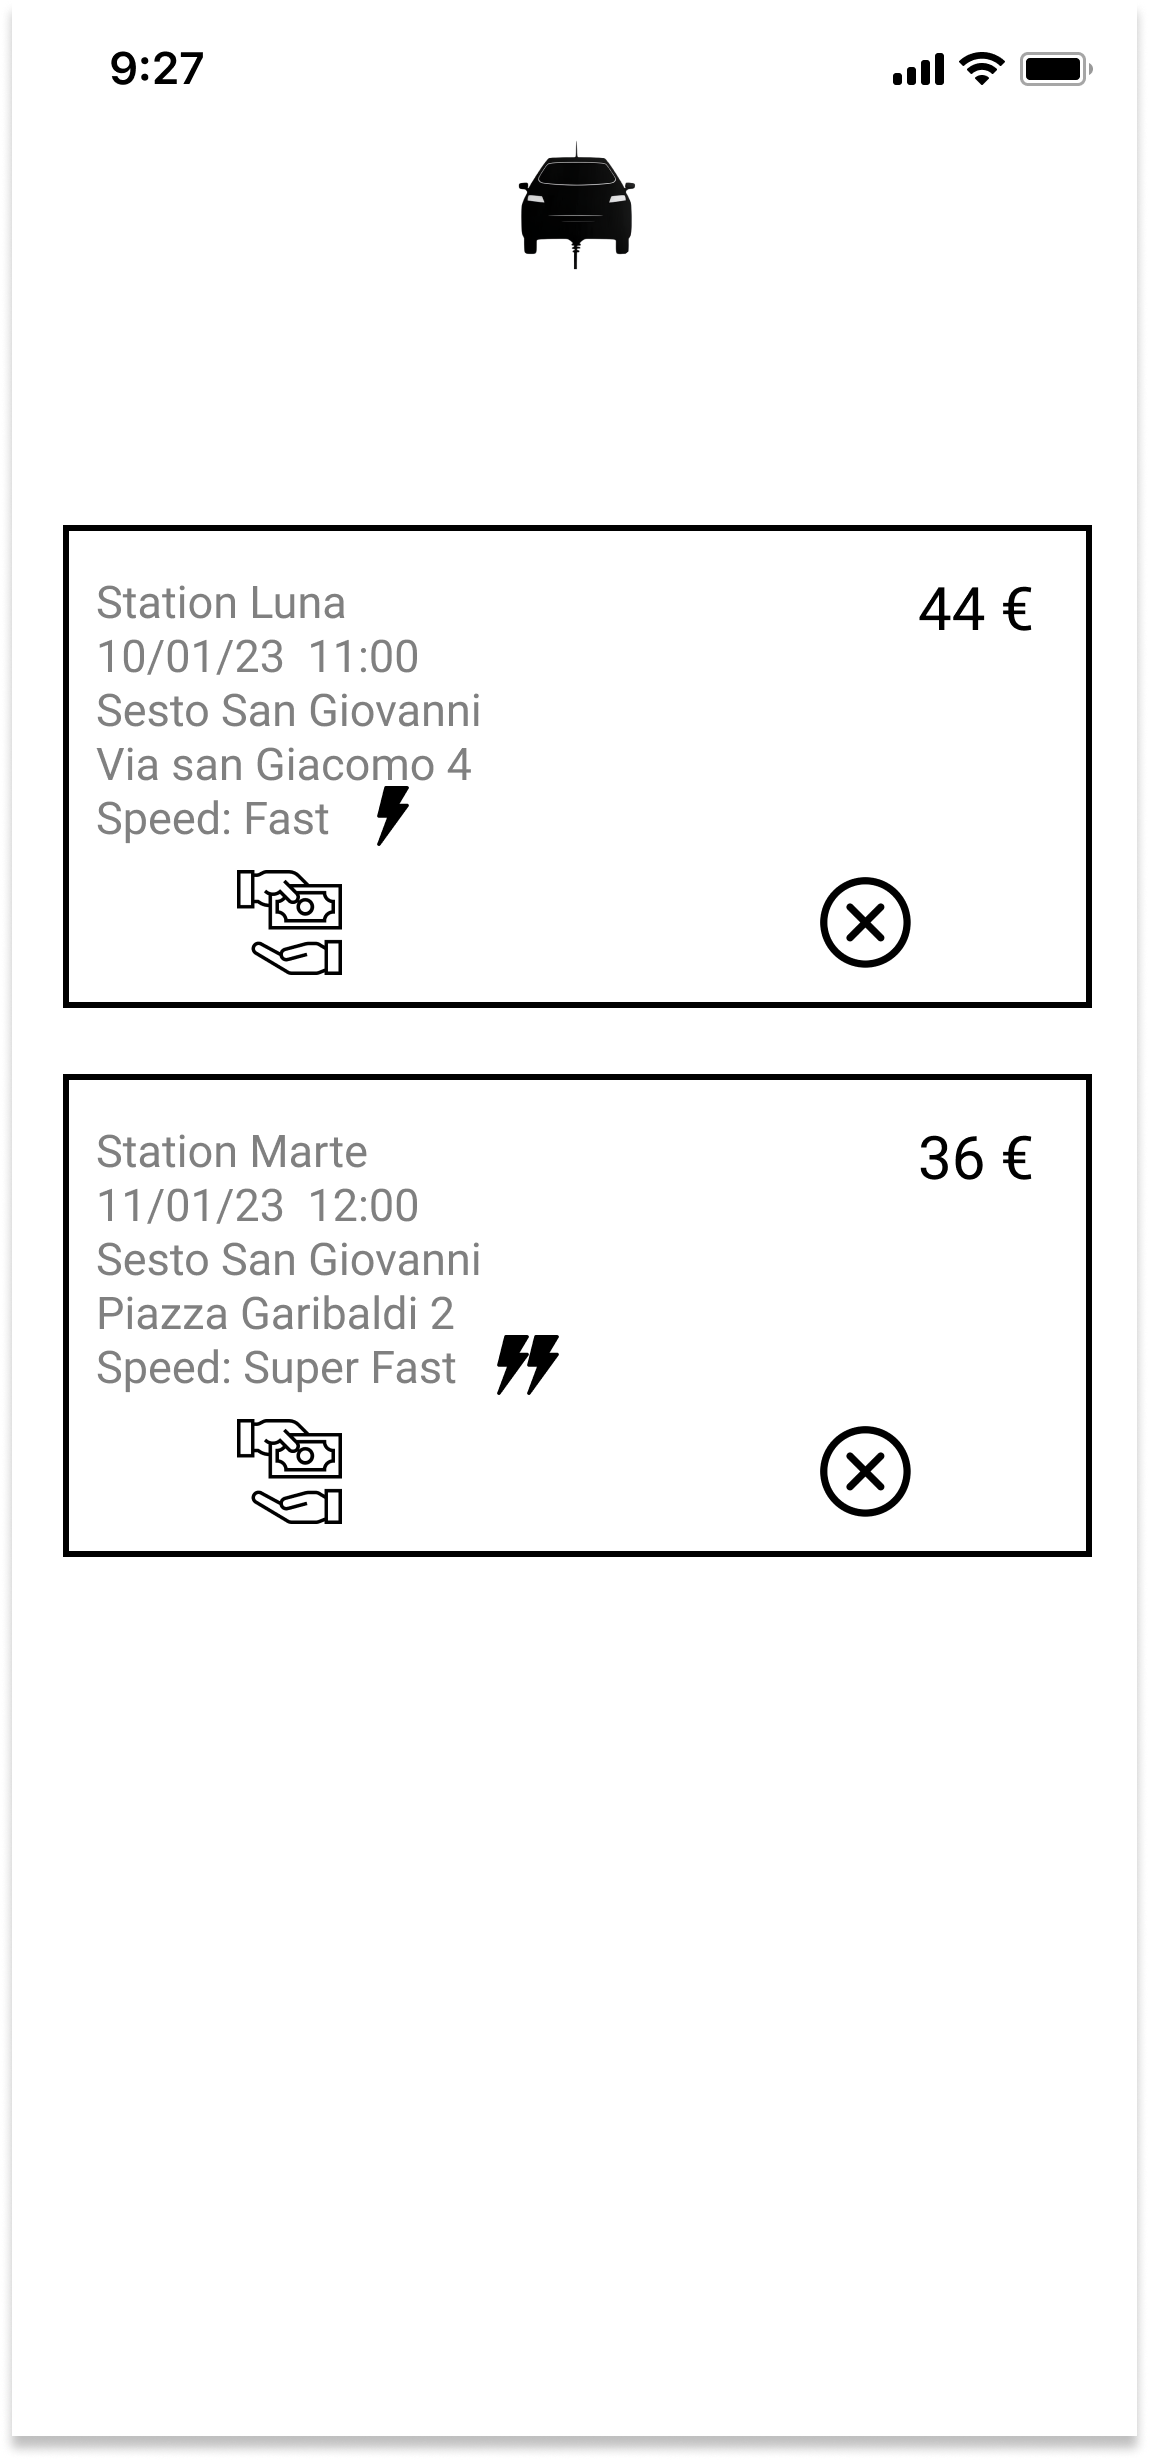 9:27
Station Luna
44 €
10/01/23  11:00
Sesto San Giovanni
Via san Giacomo 4
Speed: Fast
Station Marte
36 €
11/01/23  12:00
Sesto San Giovanni
Piazza Garibaldi 2
Speed: Super Fast